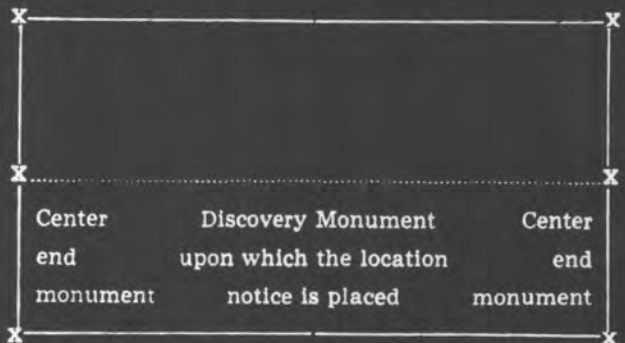 X X
X X
Center Discovery Monument Center
end upon which the location end
monument notice is placed monument
X X